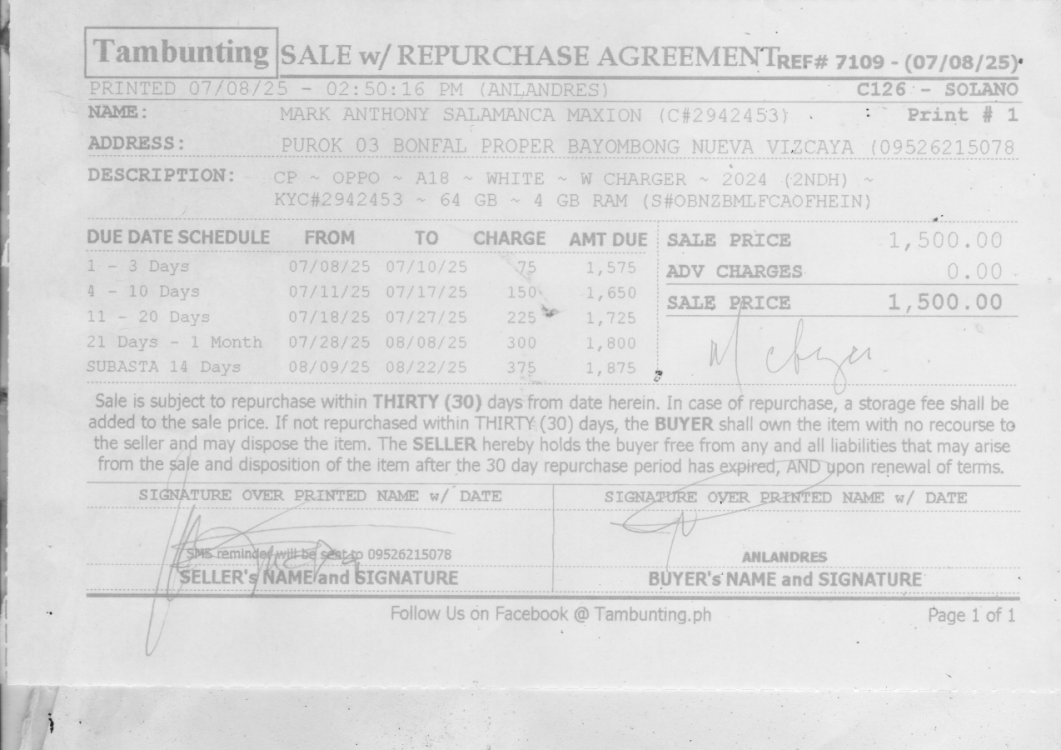 Tambunting SALE w/ REPURCHASE AGREEMENT REF# 7109 - (07/08/25)
PRINTED 07/08/25 - 02:50:16 PM (ANLANDRES) C126 - SOLANO
NAME: MARK ANTHONY SALAMANCA MAXION (C#2942453) Print # 1
ADDRESS: PUROK 03 BONFAL PROPER BAYOMBONG NUEVA VIZCAYA (09526215078
DESCRIPTION: CP ~ OPPO ~ A18 ~ WHITE ~ W CHARGER ~ 2024 (2NDH) ~
KYC#2942453 ~ 64 GB ~ 4 GB RAM (S#OBNZBMLFCAOFHEIN)
DUE DATE SCHEDULE FROM TO CHARGE AMT DUE SALE PRICE 1,500.00
1 - 3 Days 07/08/25 07/10/25 75 1,575 ADV CHARGES 0.00
4 - 10 Days 07/11/25 07/17/25 150 1,650 SALE PRICE 1,500.00
11 - 20 Days 07/18/25 07/27/25 225 1,725
21 Days - 1 Month 07/28/25 08/08/25 300 1,800
SUBASTA 14 Days 08/09/25 08/22/25 375 1,875
Sale is subject to repurchase within THIRTY (30) days from date herein. In case of repurchase, a storage fee shall be
added to the sale price. If not repurchased within THIRTY (30) days, the BUYER shall own the item with no recourse to
the seller and may dispose the item. The SELLER hereby holds the buyer free from any and all liabilities that may arise
from the sale and disposition of the item after the 30 day repurchase period has expired, AND upon renewal of terms.
SIGNATURE OVER PRINTED NAME w/ DATE SIGNATURE OVER PRINTED NAME w/ DATE
SMS reminder will be sent to 09526215078 ANLANDRES
SELLER's NAME and SIGNATURE BUYER's NAME and SIGNATURE
Follow Us on Facebook @ Tambunting.ph Page 1 of 1